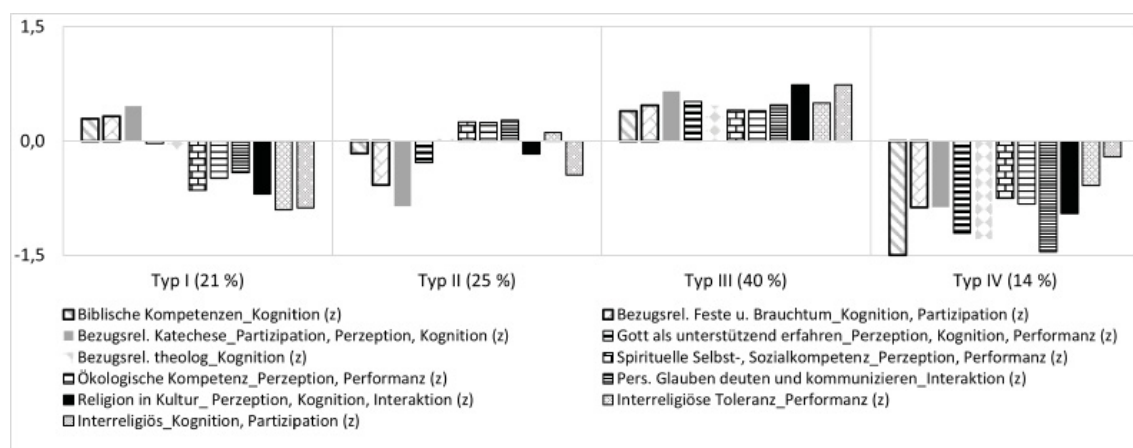 1,5
0,0
-1,5
Typ I (21 %) Typ II (25 %) Typ III (40 %) Typ IV (14 %)
Biblische Kompetenzen_Kognition (z) Bezugsrel. Feste u. Brauchtum_Kognition, Partizipation (z)
Bezugsrel. Katechese_Partizipation, Perzeption, Kognition (z) Gott als unterstützend erfahren_Perzeption, Kognition, Performanz (z)
Bezugsrel. theolog_Kognition (z) Spirituelle Selbst-, Sozialkompetenz_Perzeption, Performanz (z)
Ökologische Kompetenz_Perzeption, Performanz (z) Pers. Glauben deuten und kommunizieren_Interaktion (z)
Religion in Kultur_ Perzeption, Kognition, Interaktion (z) Interreligiöse Toleranz_Performanz (z)
Interreligiös_Kognition, Partizipation (z)